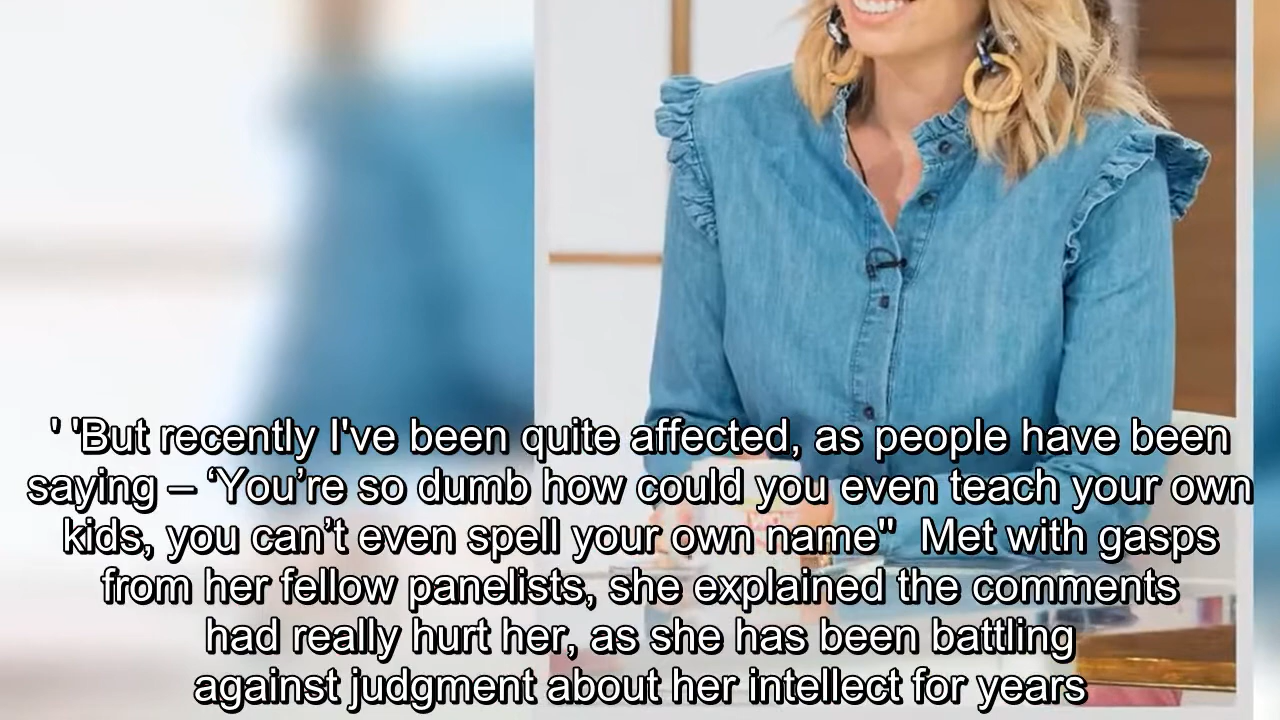 ' 'But recently I've been quite affected, as people have been
saying – ‘You’re so dumb how could you even teach your own
kids, you can’t even spell your own name''  Met with gasps
from her fellow panelists, she explained the comments
had really hurt her, as she has been battling
against judgment about her intellect for years